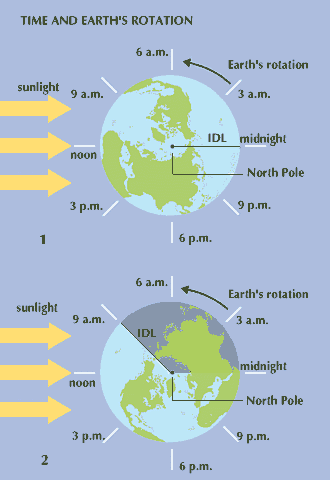 TIME AND EARTH'S ROTATION
6 a.m.
Earth's rotation
sunlight
9 a.m.
3 a.m.
IDL
midnight
noon
North Pole
3 p.m.
9 p.m.
1
6 p.m.
6 a.m.
Earth's rotation
sunlight
9 a.m.
3 a.m.
IDL
midnight
noon
North Pole
3 p.m.
9 p.m.
2
6 p.m.